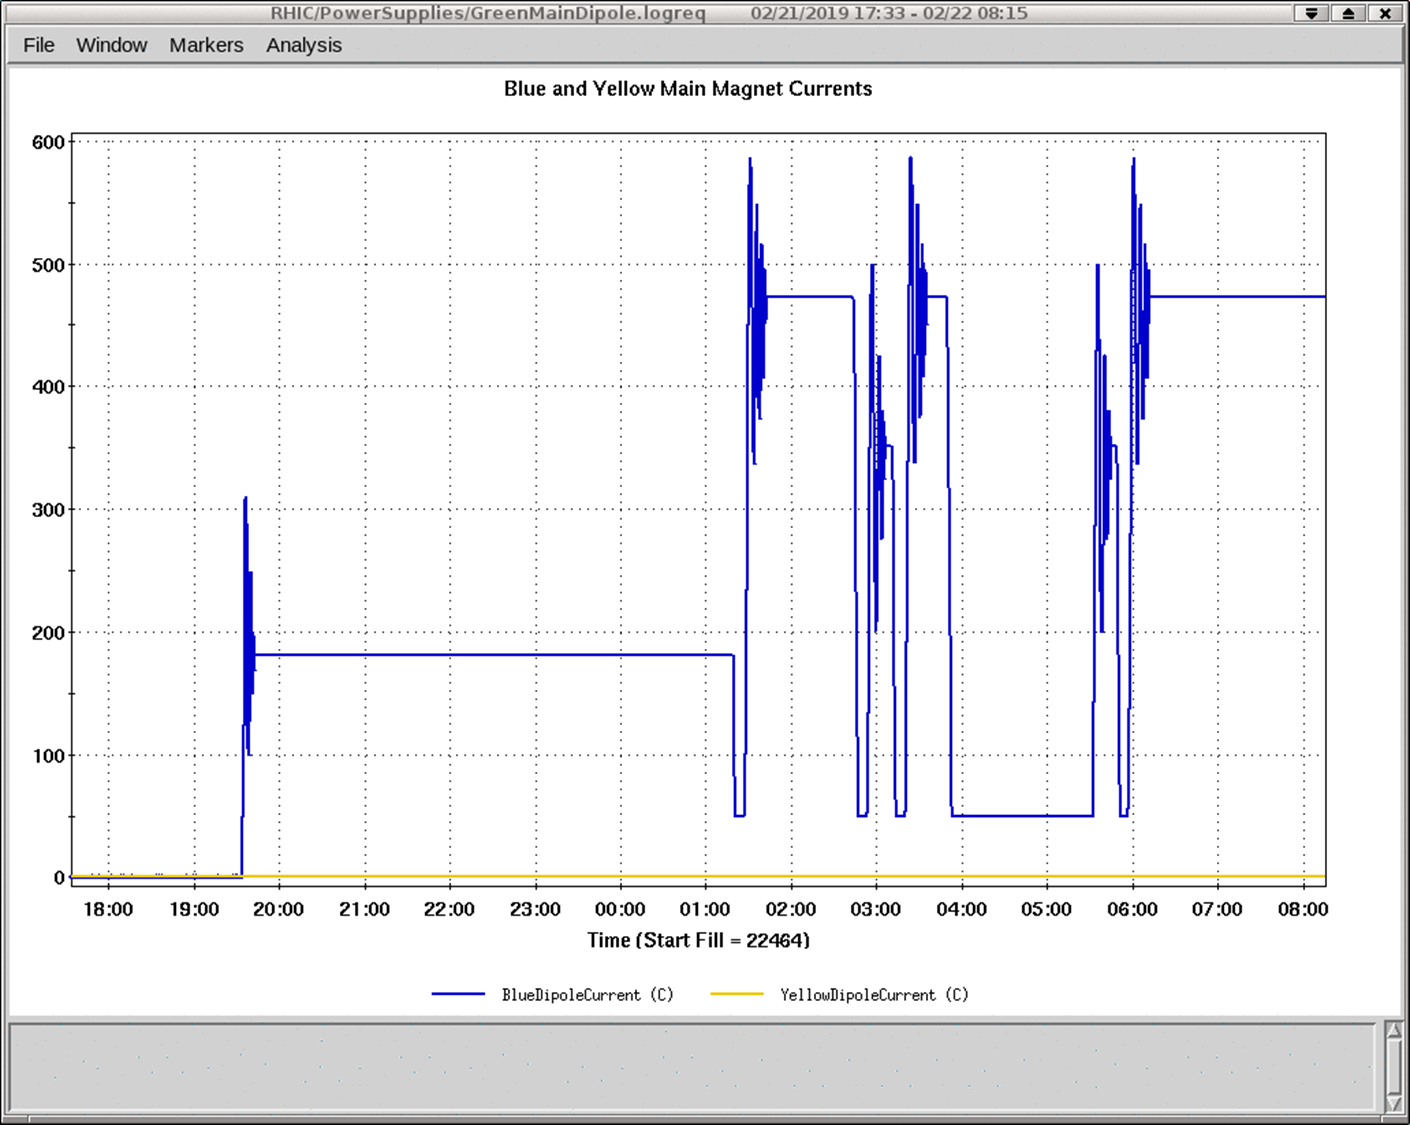 RHIC/PowerSupplies/GreenMainDipole.logreq 02/21/2019 17:33 - 02/22 08:15
File Window Markers Analysis
Blue and Yellow Main Magnet Currents
600
500
400
300
200
100
0
18:00 19:00 20:00 21:00 22:00 23:00 00:00 01:00 02:00 03:00 04:00 05:00 06:00 07:00 08:00
Time (Start Fill = 22464)
BlueDipoleCurrent (C) YellowDipoleCurrent (C)